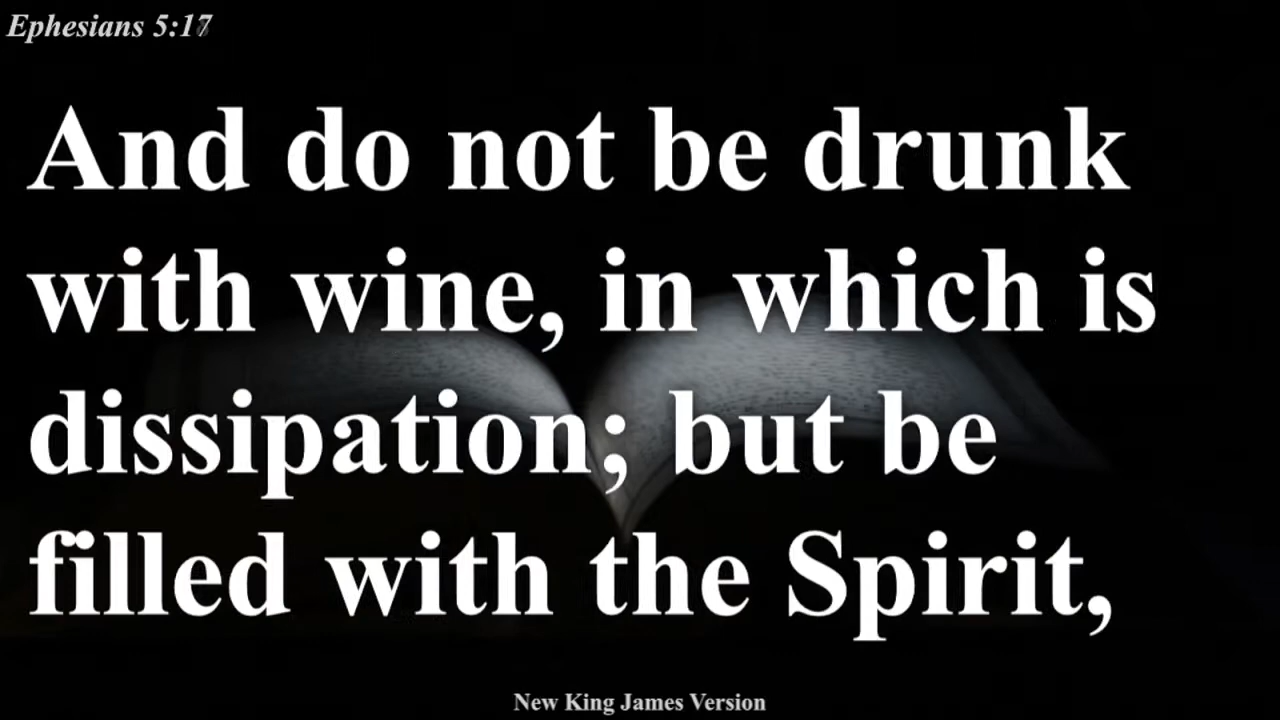 Ephesians 5:17
And do not be drunk
with wine, in which is
dissipation; but be
filled with the Spirit,
New King James Version